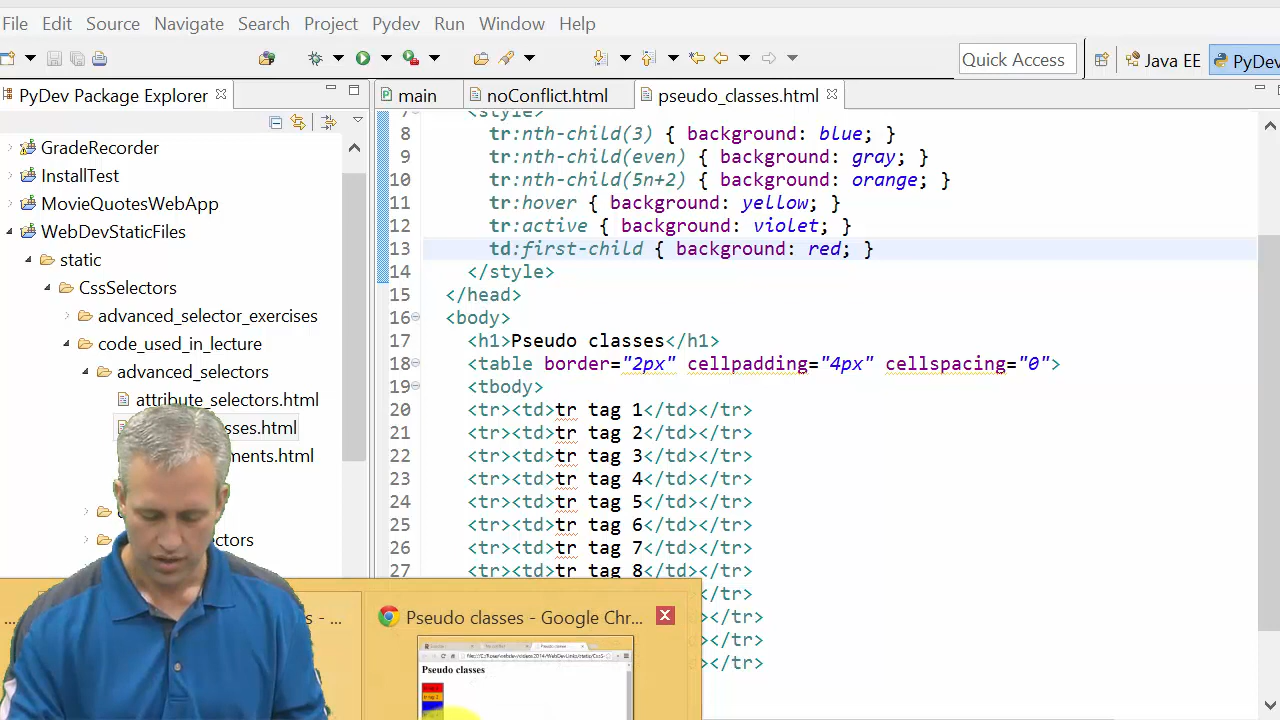 File Edit Source Navigate Search Project Pydev Run Window Help
Quick Access Java EE PyDev
PyDev Package Explorer
main noConflict.html pseudo_classes.html
GradeRecorder
InstallTest
MovieQuotesWebApp
WebDevStaticFiles
static
CssSelectors
advanced_selector_exercises
code_used_in_lecture
advanced_selectors
attribute_selectors.html
sses.html
ments.html
ctors
7 <style>
8 tr:nth-child(3) { background: blue; }
9 tr:nth-child(even) { background: gray; }
10 tr:nth-child(5n+2) { background: orange; }
11 tr:hover { background: yellow; }
12 tr:active { background: violet; }
13 td:first-child { background: red; }
14 </style>
15 </head>
16 <body>
17 <h1>Pseudo classes</h1>
18 <table border="2px" cellpadding="4px" cellspacing="0">
19 <tbody>
20 <tr><td>tr tag 1</td></tr>
21 <tr><td>tr tag 2</td></tr>
22 <tr><td>tr tag 3</td></tr>
23 <tr><td>tr tag 4</td></tr>
24 <tr><td>tr tag 5</td></tr>
25 <tr><td>tr tag 6</td></tr>
26 <tr><td>tr tag 7</td></tr>
27 <tr><td>tr tag 8</td></tr>
></tr>
></tr>
></tr>
></tr>
... s - ...
Pseudo classes - Google Chr...
Pseudo classes